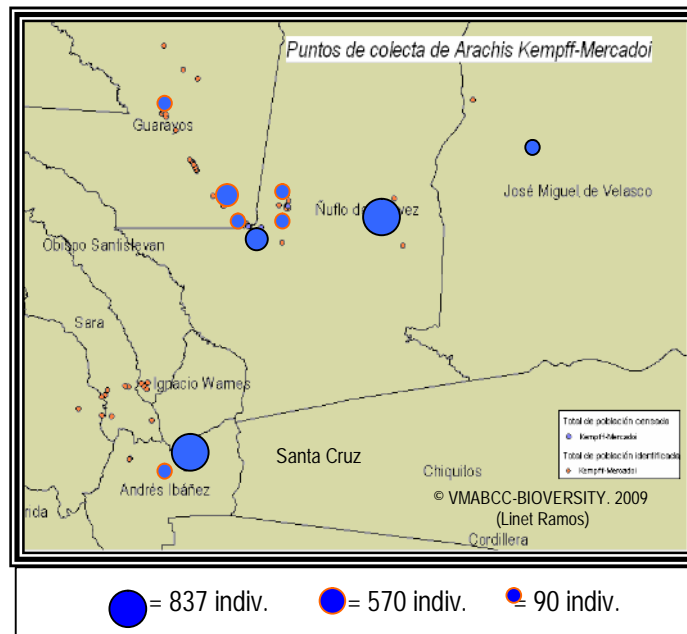 Puntos de colecta de Arachis Kempff-Mercadoi
Guarayos
José Miguel de Velasco
Ñuflo de Chavez
Obispo Santistevan
Sara
Ignacio Warnes
Santa Cruz
Chiquitos
Andrés Ibáñez
rida
Cordillera
Total de población censada
Kempff-Mercadoi
Total de población identificada
Kempff-Mercadoi
© VMABCC-BIOVERSITY. 2009
(Linet Ramos)
= 837 indiv. = 570 indiv. = 90 indiv.